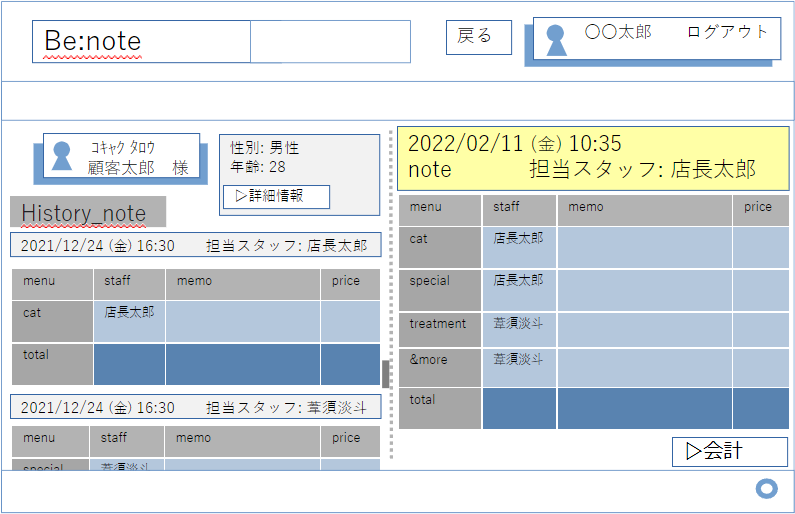 Be:note
戻る
〇〇太郎 ログアウト
ｺｷｬｸ ﾀﾛｳ
顧客太郎 様
性別: 男性
年齢: 28
▷詳細情報
History_note
2021/12/24 (金) 16:30 担当スタッフ: 店長太郎
menu staff memo price
cat 店長太郎
total
2021/12/24 (金) 16:30 担当スタッフ: 葦須淡斗
menu staff memo price
special 葦須淡斗
2022/02/11 (金) 10:35
note 担当スタッフ: 店長太郎
menu staff memo price
cat 店長太郎
special 店長太郎
treatment 葦須淡斗
&more 葦須淡斗
total
▷会計